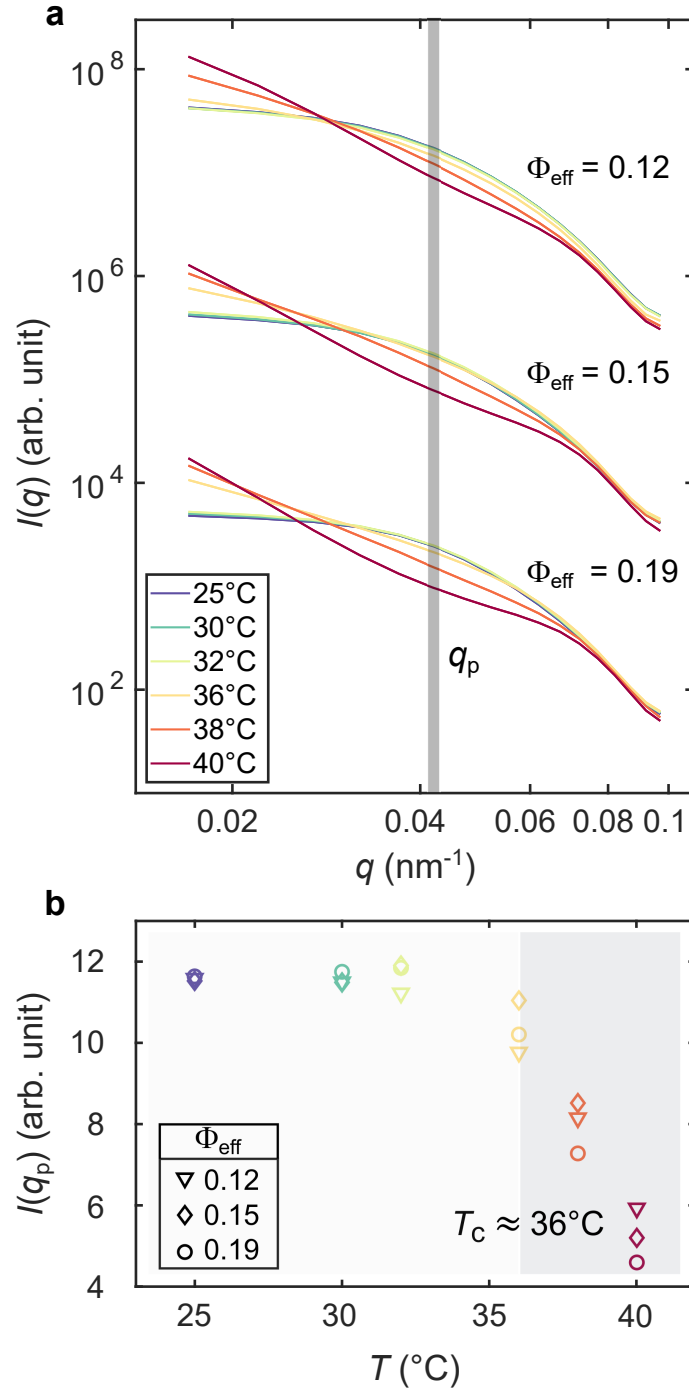 a
10^8
10^6
10^4
10^2
I(q) (arb. unit)
Φeff = 0.12
Φeff = 0.15
Φeff = 0.19
qp
25°C
30°C
32°C
36°C
38°C
40°C
0.02 0.04 0.06 0.08 0.1
q (nm⁻¹)
b
12
10
8
6
4
I(qp) (arb. unit)
Φeff
0.12
0.15
0.19
Tc ≈ 36°C
25 30 35 40
T (°C)